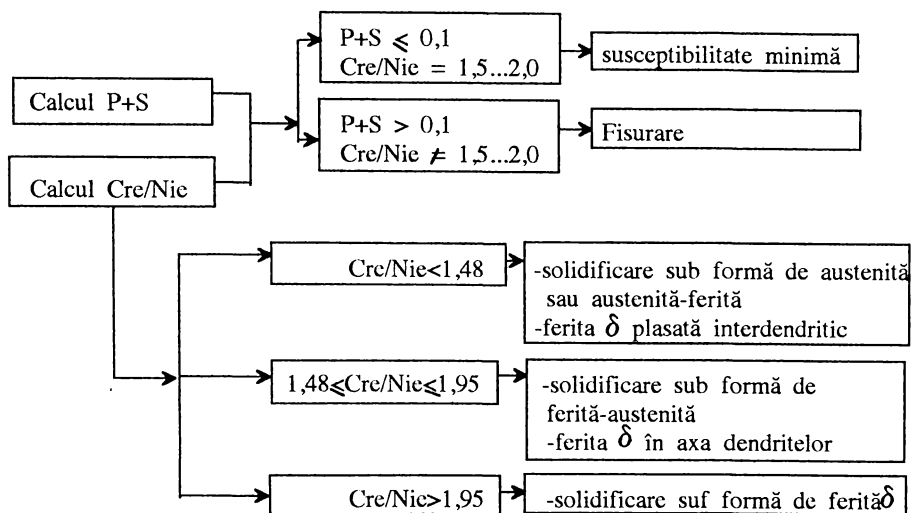 P+S ⩽ 0,1
Cre/Nie = 1,5...2,0
susceptibilitate minimă
Calcul P+S
P+S > 0,1
Cre/Nie ≠ 1,5...2,0
Fisurare
Calcul Cre/Nie
Cre/Nie<1,48
-solidificare sub formă de austenită
sau austenită-ferită
-ferita δ plasată interdendritic
1,48⩽Cre/Nie⩽1,95
-solidificare sub formă de
ferită-austenită
-ferita δ în axa dendritelor
Cre/Nie>1,95
-solidificare suf formă de ferităδ